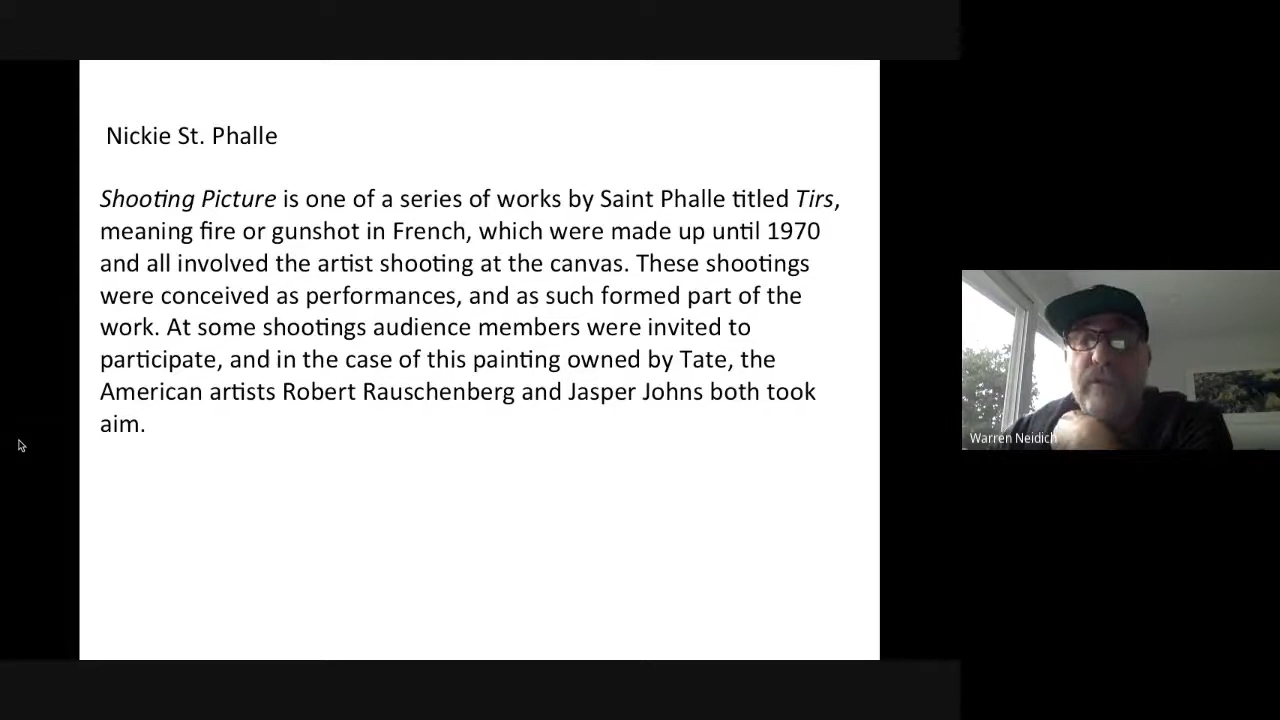 Nickie St. Phalle
Shooting Picture is one of a series of works by Saint Phalle titled Tirs,
meaning fire or gunshot in French, which were made up until 1970
and all involved the artist shooting at the canvas. These shootings
were conceived as performances, and as such formed part of the
work. At some shootings audience members were invited to
participate, and in the case of this painting owned by Tate, the
American artists Robert Rauschenberg and Jasper Johns both took
aim.
Warren Neidich